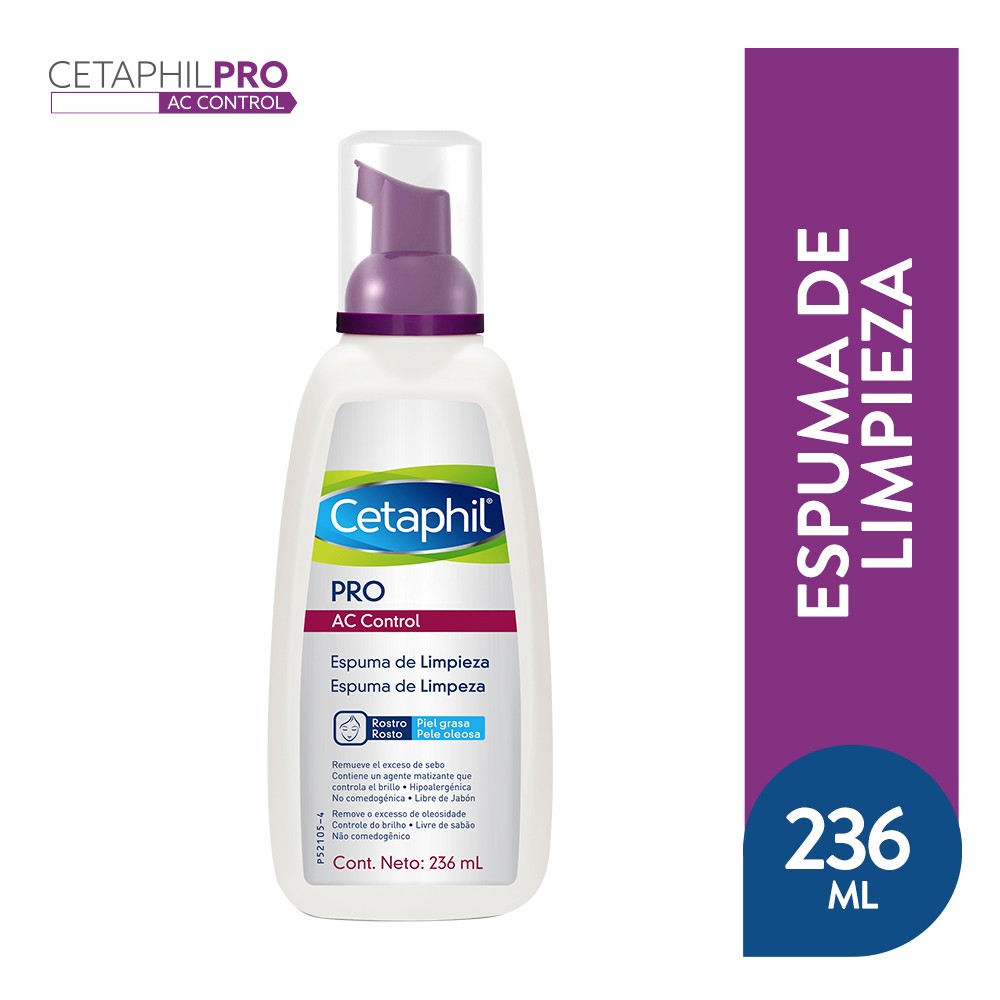 CETAPHILPRO
AC CONTROL
Cetaphil®
PRO
AC Control
Espuma de Limpieza
Espuma de Limpeza
Rostro Piel grasa
Rosto Pele oleosa
Remueve el exceso de sebo
Contiene un agente matizante que
controla el brillo • Hipoalergénica
No comedogénica • Libre de Jabón
Remove o excesso de oleosidade
Controle do brilho • Livre de sabão
Não comedogênico
P52105-4
Cont. Neto: 236 mL
ESPUMA DE
LIMPIEZA
236
ML